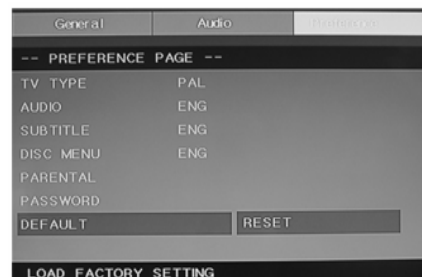 General Audio
-- PREFERENCE PAGE --
TV TYPE PAL
AUDIO ENG
SUBTITLE ENG
DISC MENU ENG
PARENTAL
PASSWORD
DEFAULT RESET
LOAD FACTORY SETTING